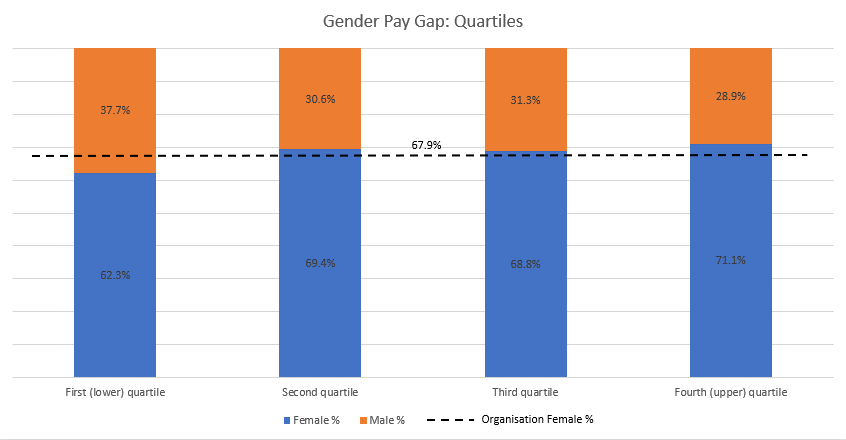 Gender Pay Gap: Quartiles
37.7% 30.6% 31.3% 28.9%
67.9%
62.3% 69.4% 68.8% 71.1%
First (lower) quartile Second quartile Third quartile Fourth (upper) quartile
Female % Male % Organisation Female %